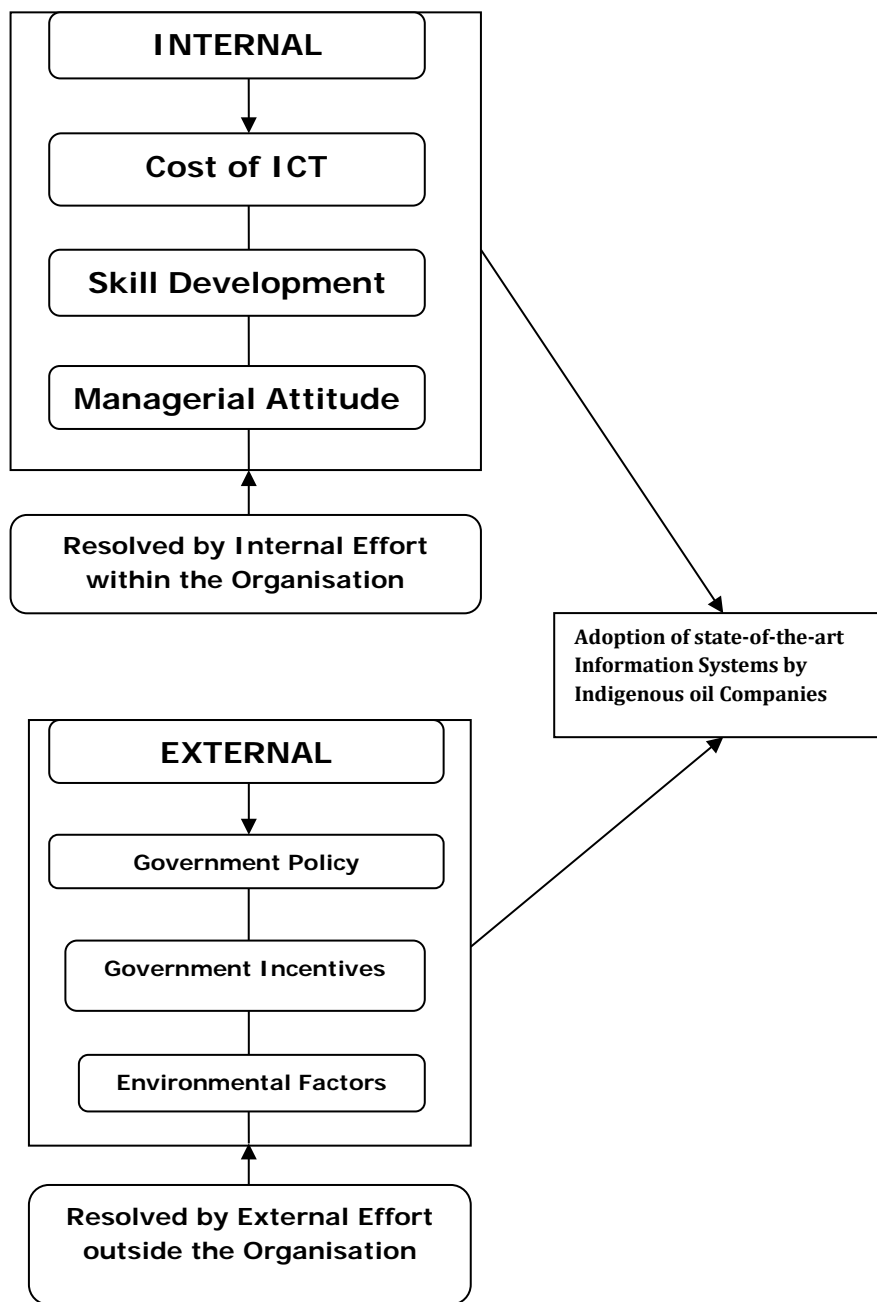 INTERNAL
Cost of ICT
Skill Development
Managerial Attitude
Resolved by Internal Effort
within the Organisation
Adoption of state-of-the-art
Information Systems by
Indigenous oil Companies
EXTERNAL
Government Policy
Government Incentives
Environmental Factors
Resolved by External Effort
outside the Organisation